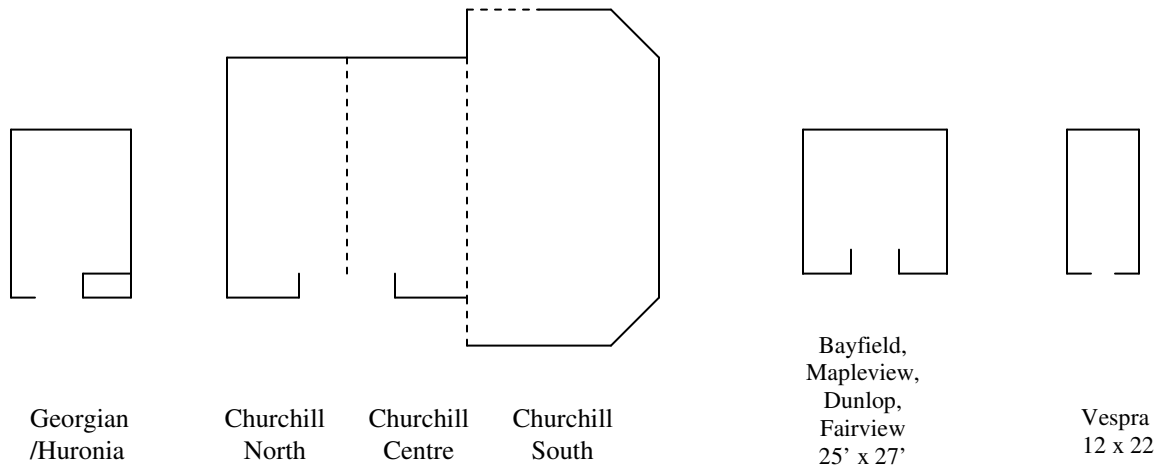 Georgian
/Huronia
Churchill
North
Churchill
Centre
Churchill
South
Bayfield,
Mapleview,
Dunlop,
Fairview
25’ x 27’
Vespra
12 x 22